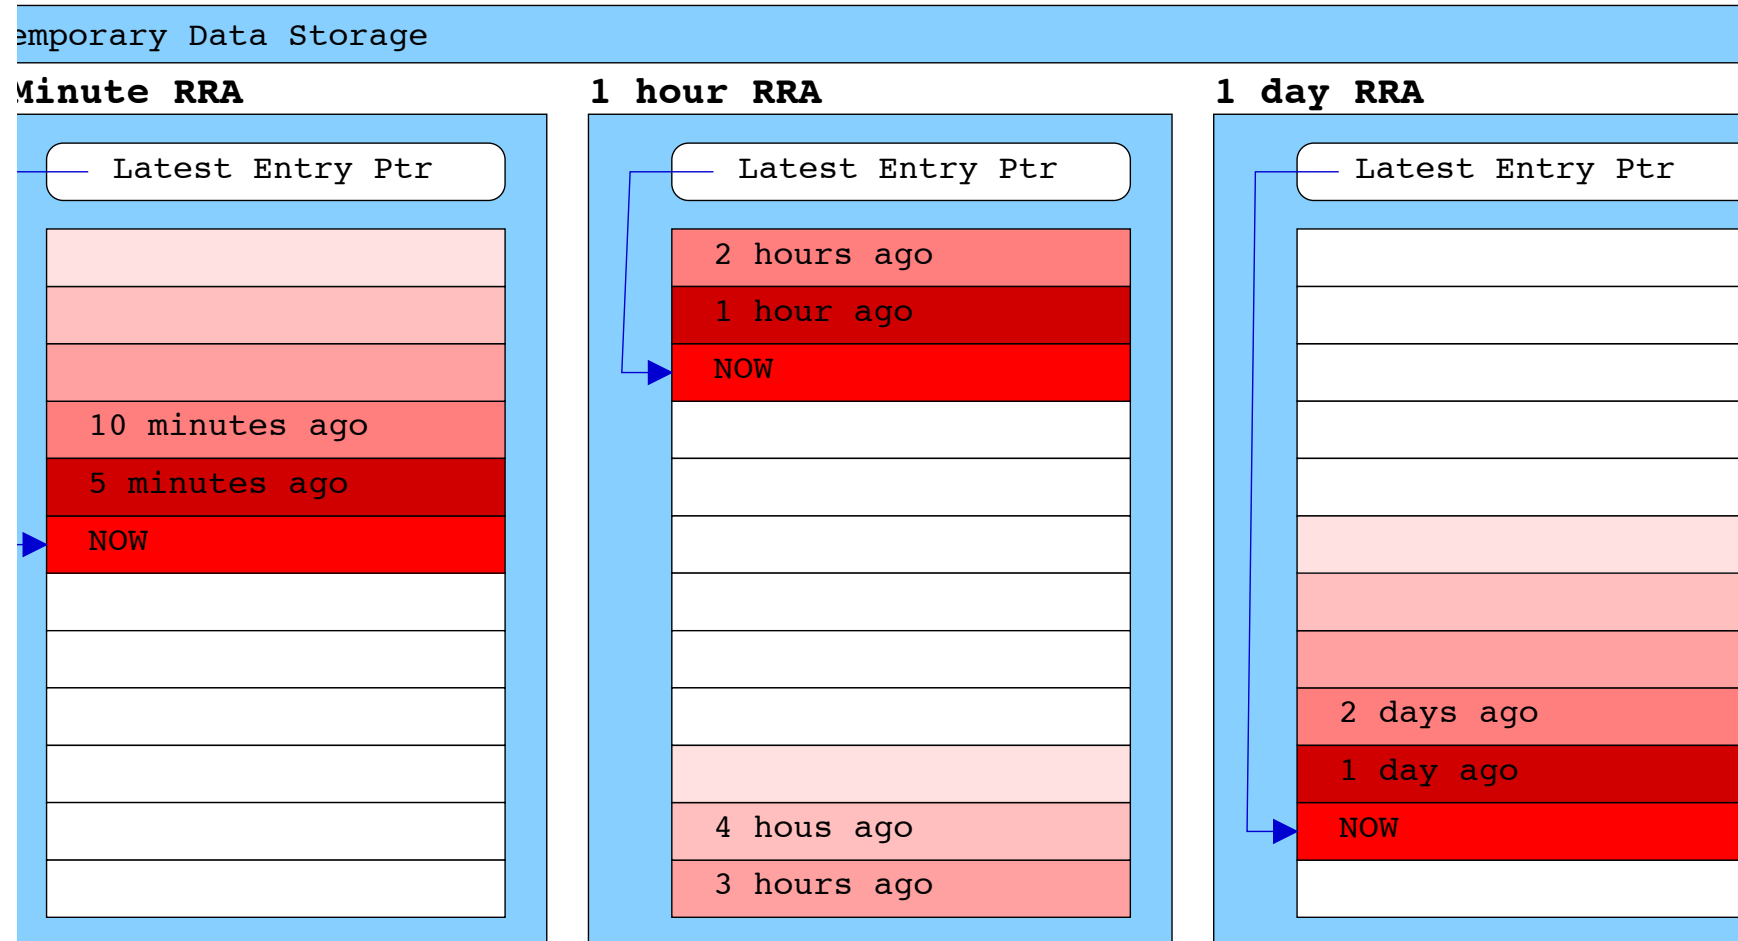 emporary Data Storage
Minute RRA
1 hour RRA
1 day RRA
Latest Entry Ptr
10 minutes ago
5 minutes ago
NOW
Latest Entry Ptr
2 hours ago
1 hour ago
NOW
4 hous ago
3 hours ago
Latest Entry Ptr
2 days ago
1 day ago
NOW